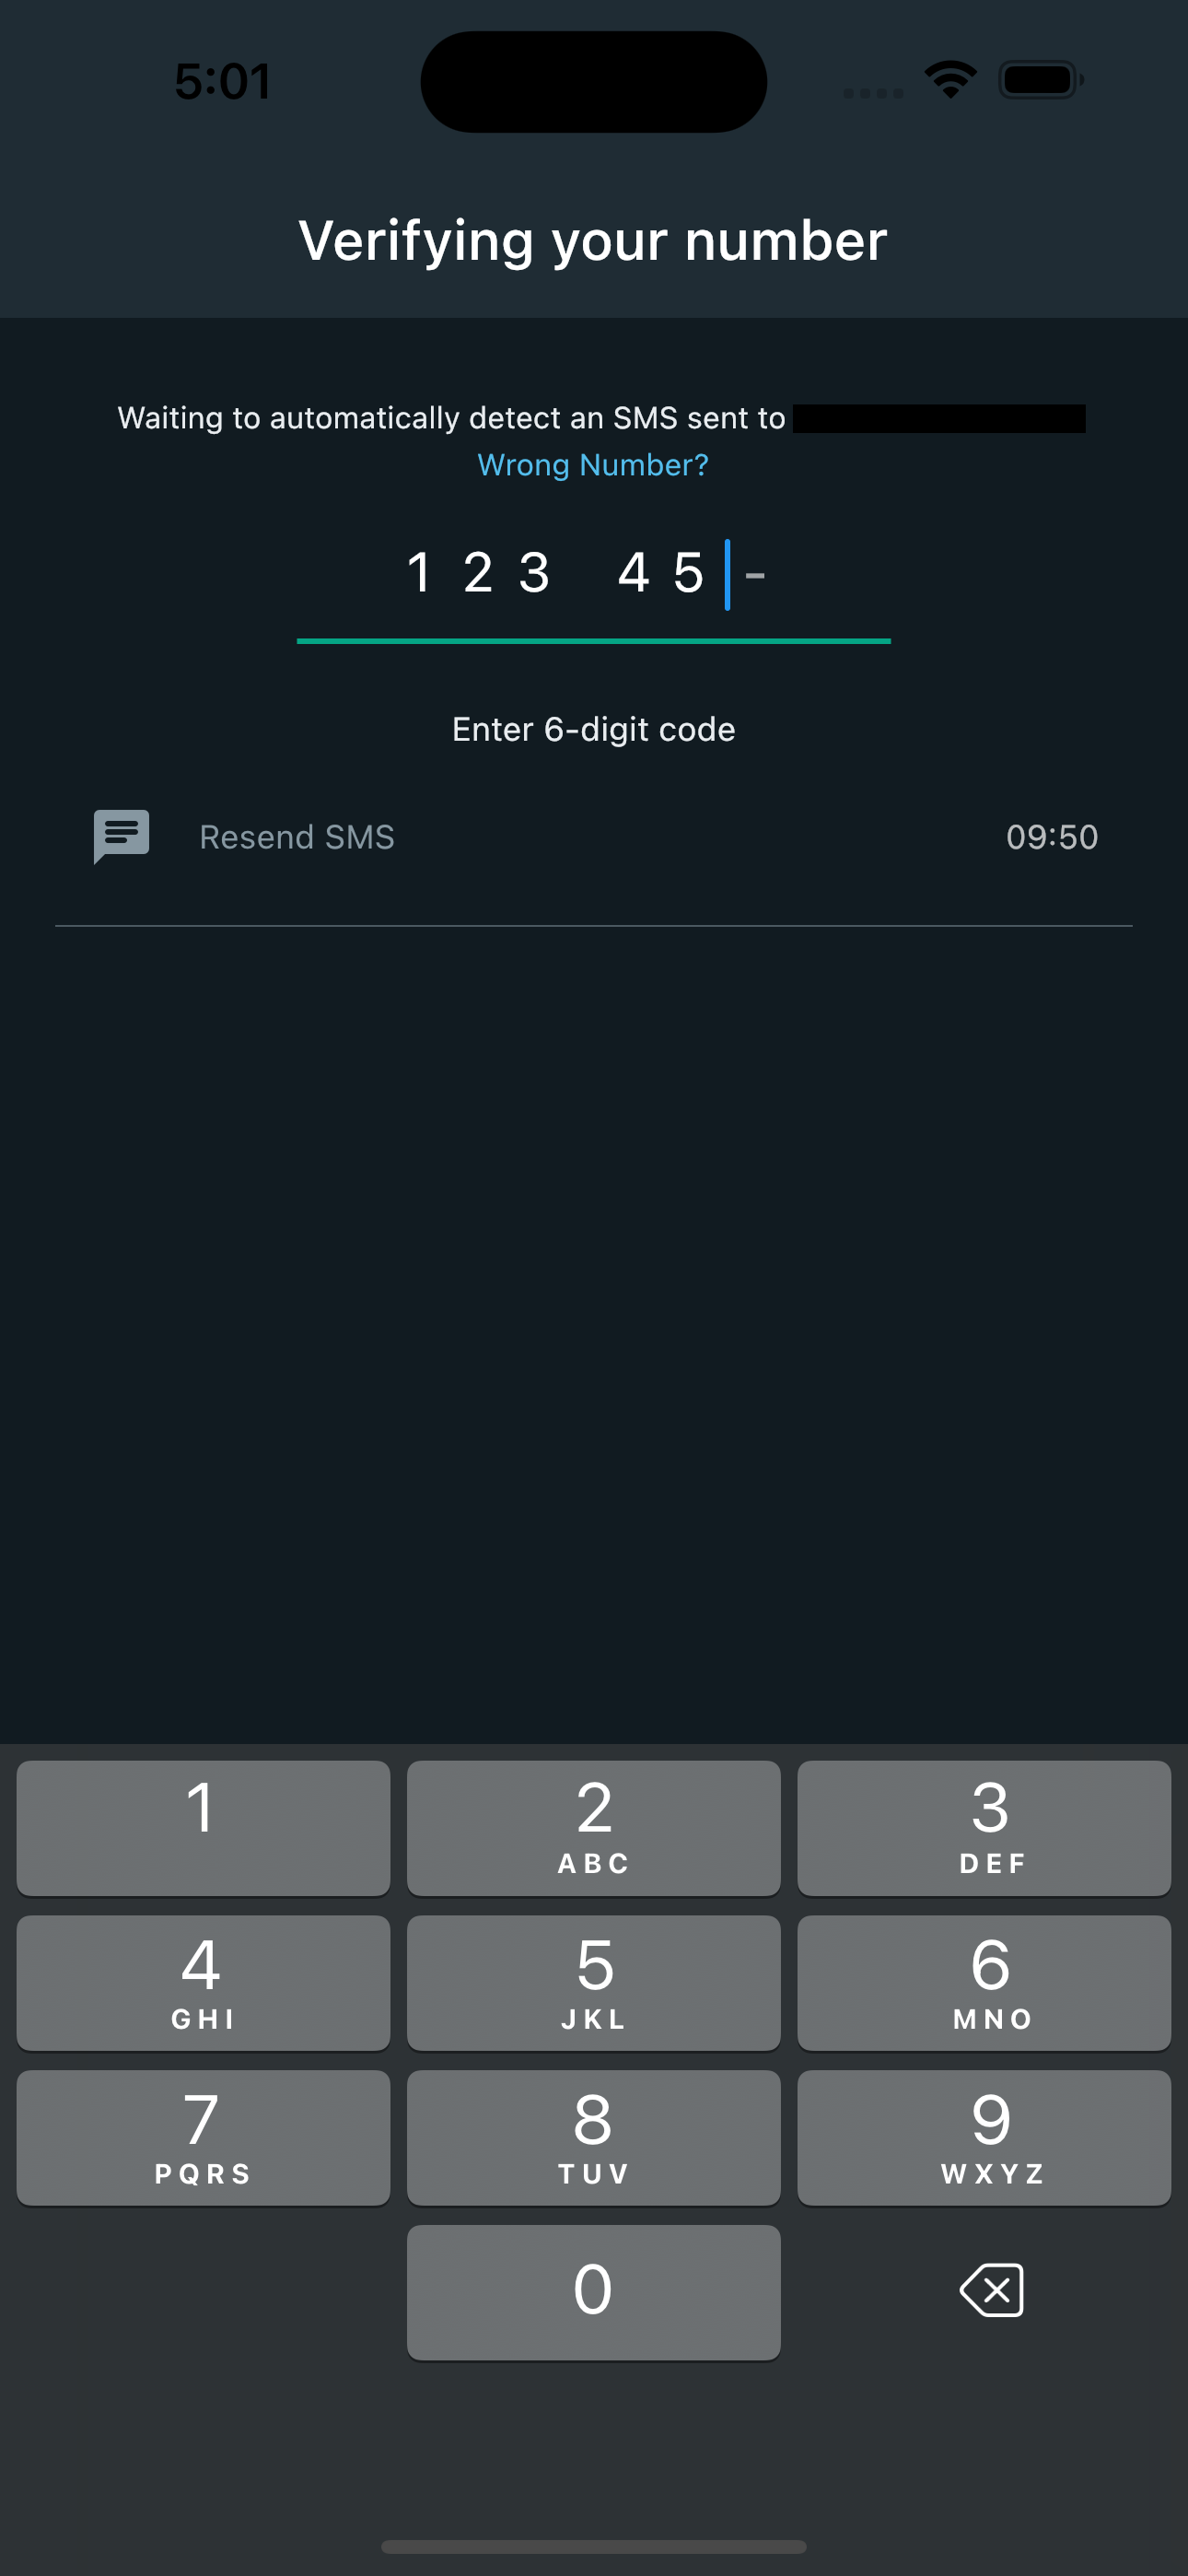 5:01
Verifying your number
Waiting to automatically detect an SMS sent to
Wrong Number?
1 2 3 4 5 -
Enter 6-digit code
Resend SMS 09:50
1 2 3
ABC DEF
4 5 6
GHI JKL MNO
7 8 9
PQRS TUV WXYZ
0